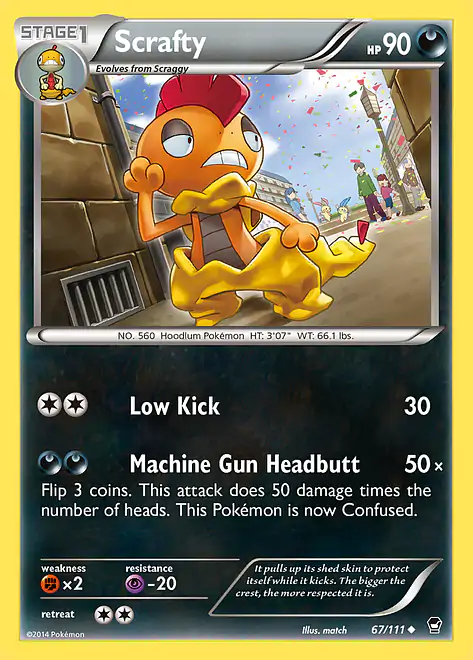 STAGE1
Scrafty
HP 90
Evolves from Scraggy
NO. 560 Hoodlum Pokémon HT: 3'07" WT: 66.1 lbs.
Low Kick 30
Machine Gun Headbutt 50×
Flip 3 coins. This attack does 50 damage times the
number of heads. This Pokémon is now Confused.
weakness resistance
×2 -20
It pulls up its shed skin to protect
itself while it kicks. The bigger the
crest, the more respected it is.
retreat
©2014 Pokémon Illus. match 67/111